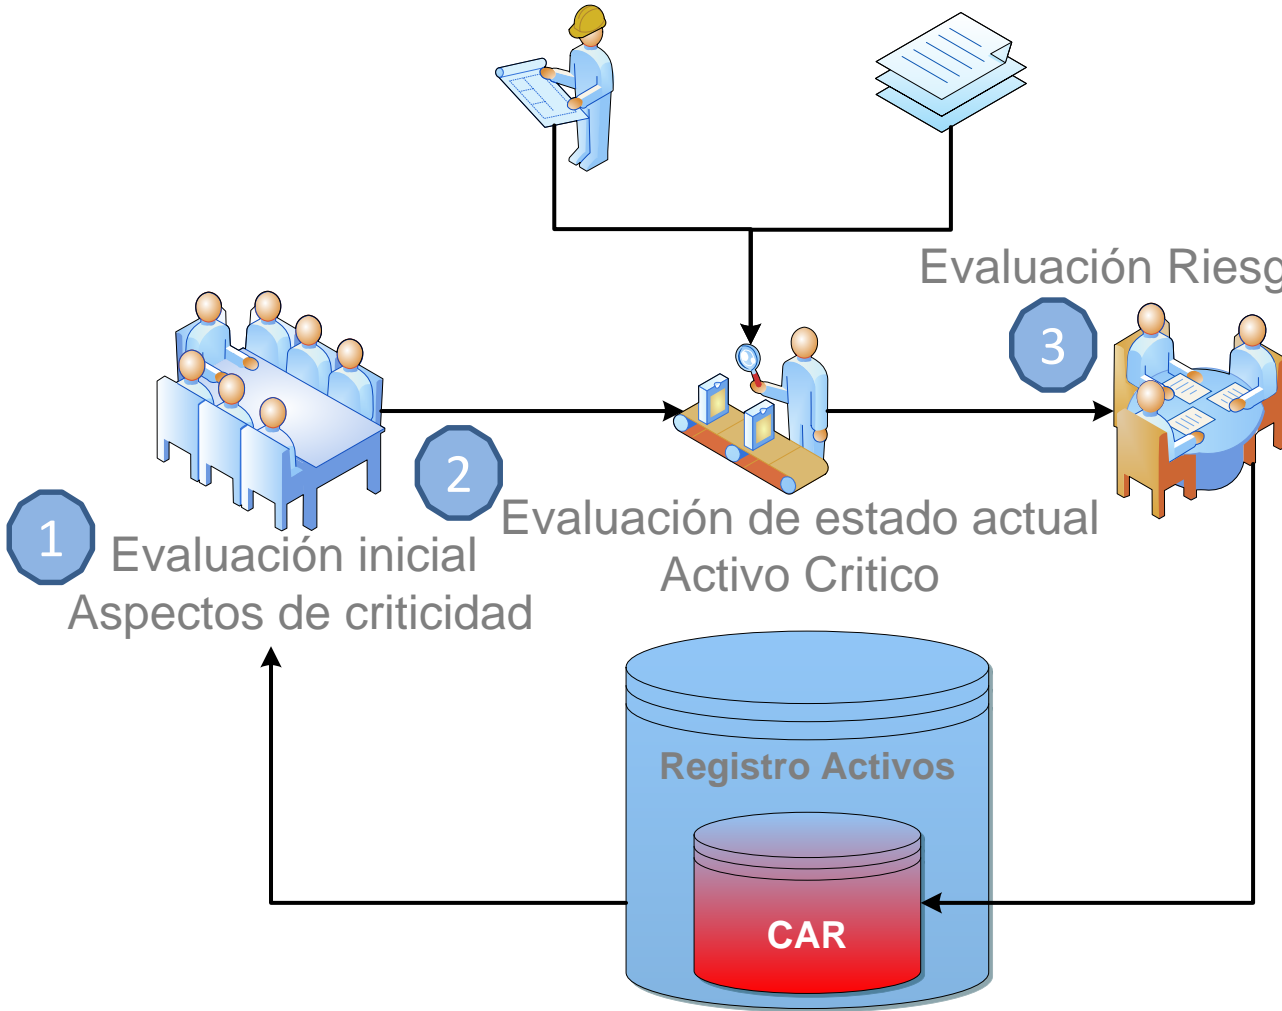 Evaluación Riesg
3
2
1
Evaluación de estado actual
Activo Critico
Evaluación inicial
Aspectos de criticidad
Registro Activos
CAR